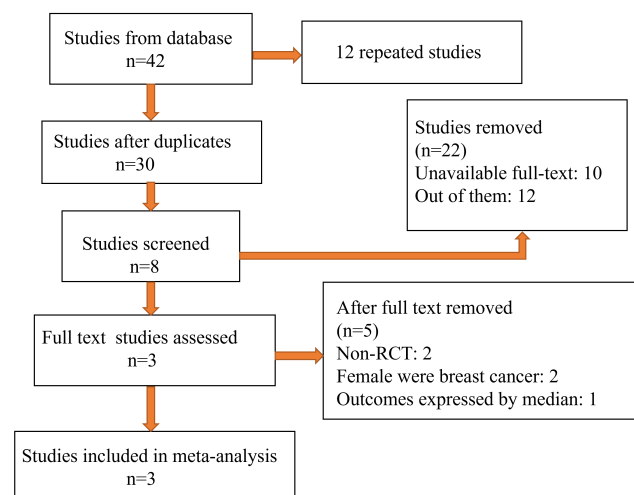 Studies from database
n=42
12 repeated studies
Studies after duplicates
n=30
Studies removed
(n=22)
Unavailable full-text: 10
Out of them: 12
Studies screened
n=8
Full text studies assessed
n=3
After full text removed
(n=5)
Non-RCT: 2
Female were breast cancer: 2
Outcomes expressed by median: 1
Studies included in meta-analysis
n=3